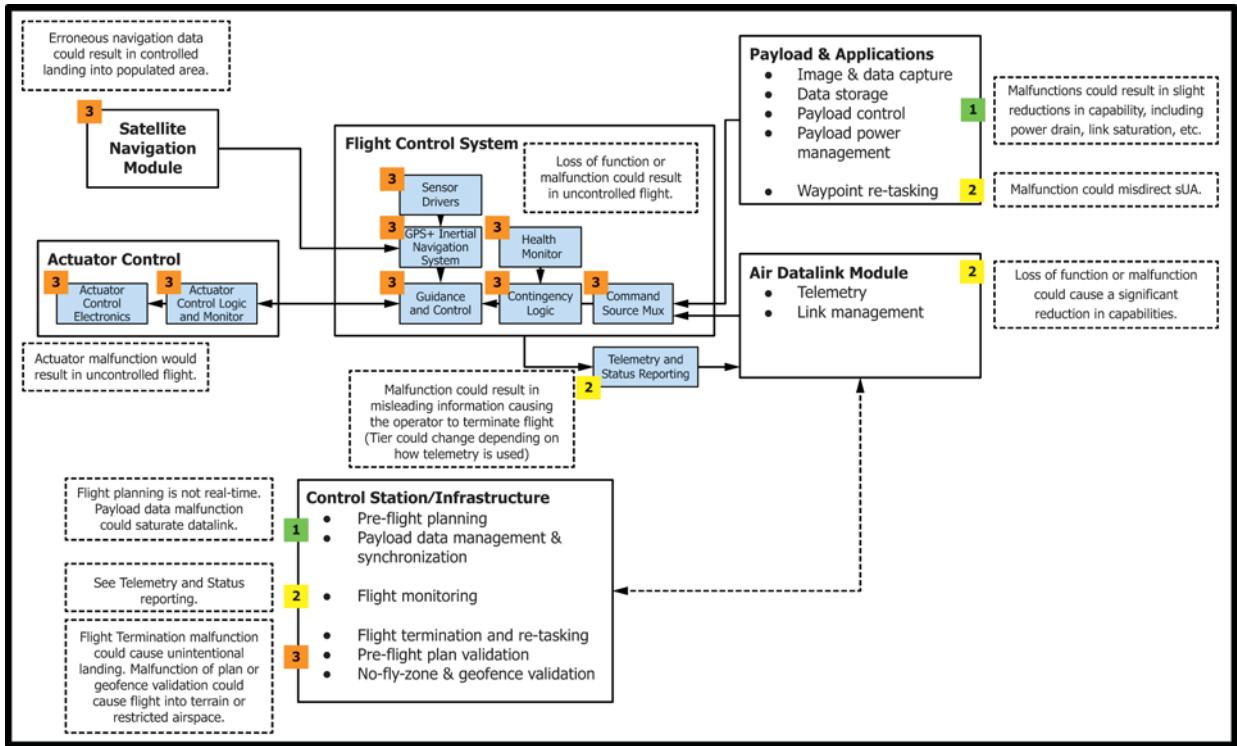 Erroneous navigation data
could result in controlled
landing into populated area.
3
Satellite
Navigation
Module
Flight Control System
Loss of function or
malfunction could result
in uncontrolled flight.
3
Sensor
Drivers
3
GPS+ Inertial
Navigation
System
3
Health
Monitor
3
Guidance
and Control
3
Contingency
Logic
3
Command
Source Mux
Payload & Applications
● Image & data capture
● Data storage
● Payload control
● Payload power
management
● Waypoint re-tasking
1
Malfunctions could result in slight
reductions in capability, including
power drain, link saturation, etc.
2
Malfunction could misdirect sUA.
Actuator Control
3
Actuator
Control
Electronics
3
Actuator
Control Logic
and Monitor
Actuator malfunction would
result in uncontrolled flight.
Air Datalink Module
● Telemetry
● Link management
2
Loss of function or malfunction
could cause a significant
reduction in capabilities.
Telemetry and
Status Reporting
2
Malfunction could result in
misleading information causing
the operator to terminate flight
(Tier could change depending on
how telemetry is used)
Flight planning is not real-time.
Payload data malfunction
could saturate datalink.
See Telemetry and Status
reporting.
Flight Termination malfunction
could cause unintentional
landing. Malfunction of plan or
geofence validation could
cause flight into terrain or
restricted airspace.
Control Station/Infrastructure
1
● Pre-flight planning
● Payload data management &
synchronization
2
● Flight monitoring
3
● Flight termination and re-tasking
● Pre-flight plan validation
● No-fly-zone & geofence validation